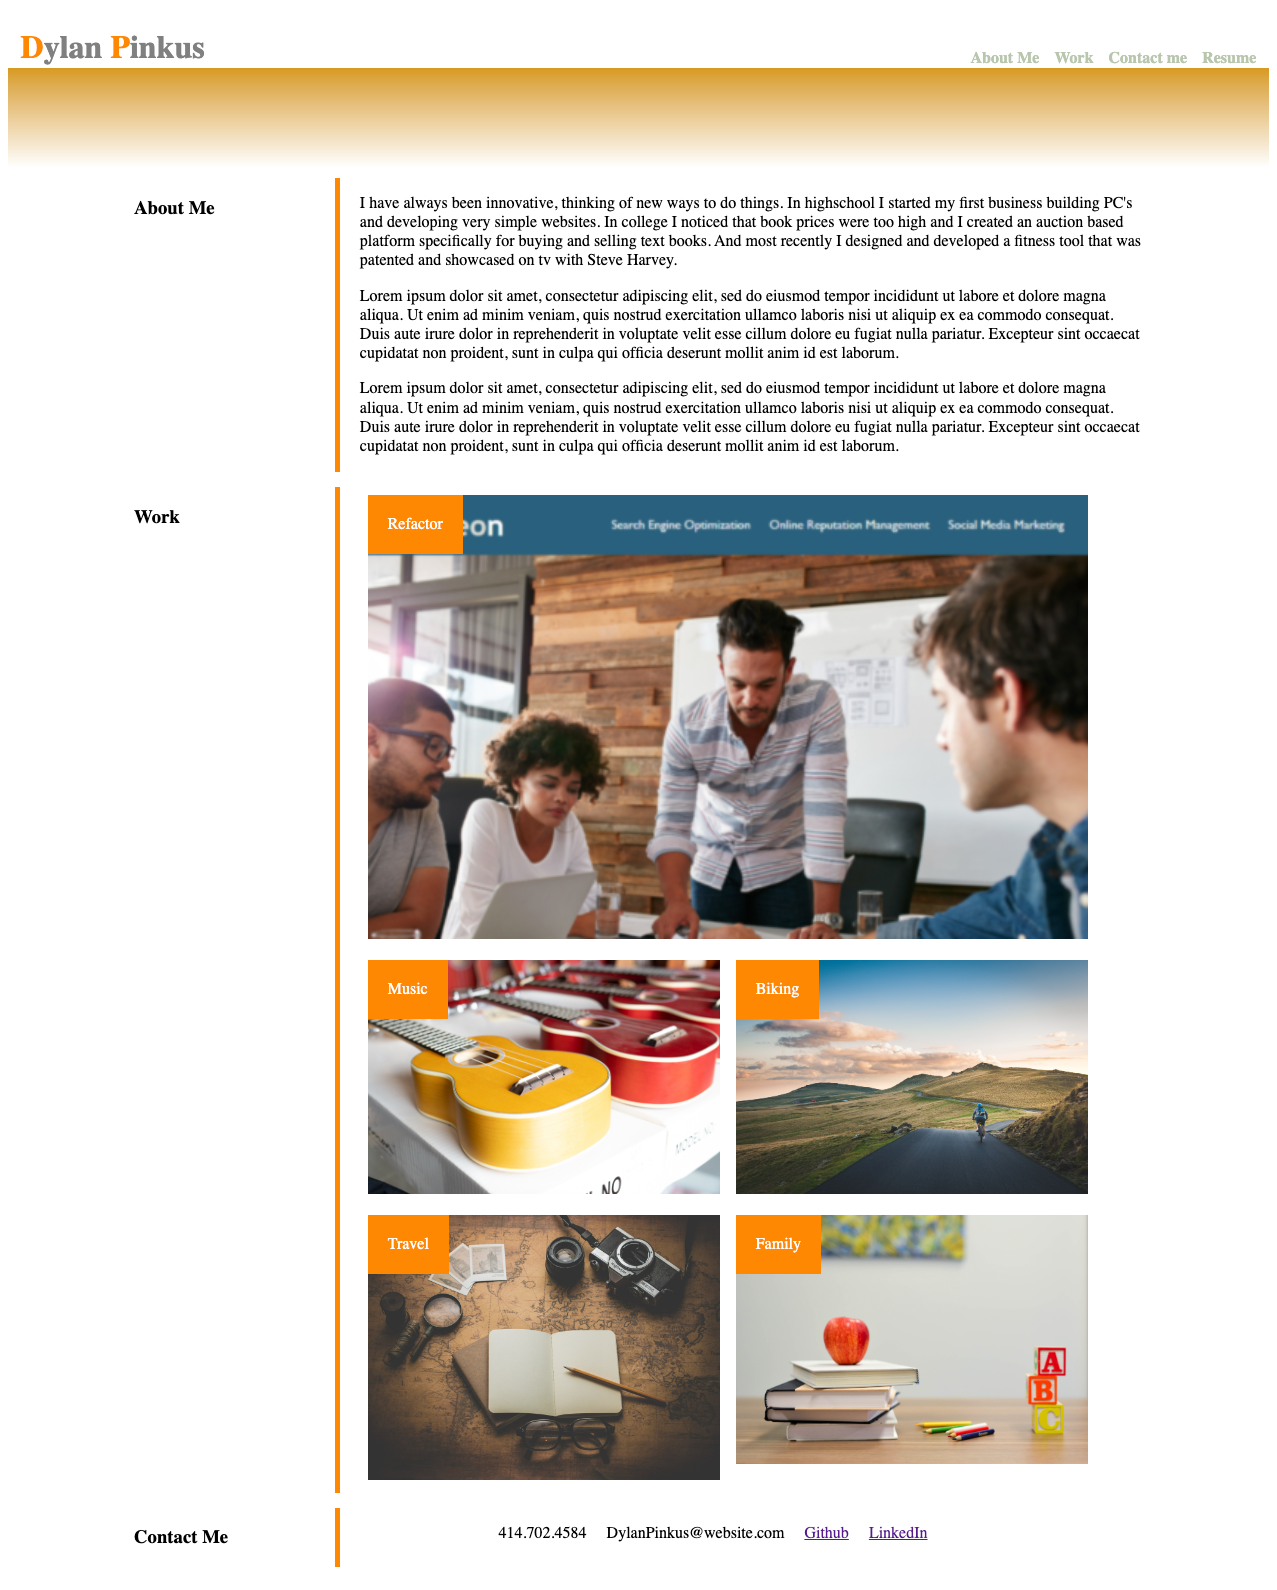 Dylan Pinkus
About Me Work Contact me Resume
About Me
I have always been innovative, thinking of new ways to do things. In highschool I started my first business building PC's
and developing very simple websites. In college I noticed that book prices were too high and I created an auction based
platform specifically for buying and selling text books. And most recently I designed and developed a fitness tool that was
patented and showcased on tv with Steve Harvey.
Lorem ipsum dolor sit amet, consectetur adipiscing elit, sed do eiusmod tempor incididunt ut labore et dolore magna
aliqua. Ut enim ad minim veniam, quis nostrud exercitation ullamco laboris nisi ut aliquip ex ea commodo consequat.
Duis aute irure dolor in reprehenderit in voluptate velit esse cillum dolore eu fugiat nulla pariatur. Excepteur sint occaecat
cupidatat non proident, sunt in culpa qui officia deserunt mollit anim id est laborum.
Lorem ipsum dolor sit amet, consectetur adipiscing elit, sed do eiusmod tempor incididunt ut labore et dolore magna
aliqua. Ut enim ad minim veniam, quis nostrud exercitation ullamco laboris nisi ut aliquip ex ea commodo consequat.
Duis aute irure dolor in reprehenderit in voluptate velit esse cillum dolore eu fugiat nulla pariatur. Excepteur sint occaecat
cupidatat non proident, sunt in culpa qui officia deserunt mollit anim id est laborum.
Work
Refactor
eon
Search Engine Optimization Online Reputation Management Social Media Marketing
Music
MODEL NO
NO
Biking
Travel
Family
A
B
C
Contact Me
414.702.4584 DylanPinkus@website.com Github LinkedIn